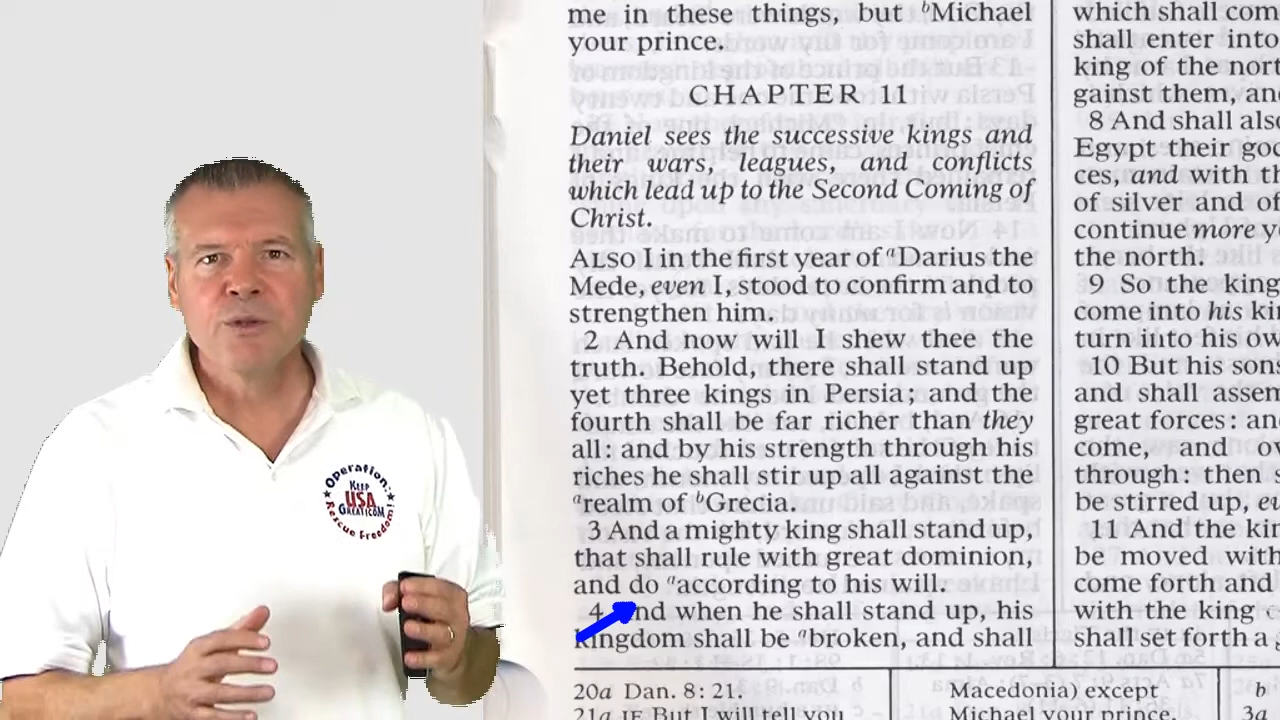 Operation:
KEEP
USA
GREAT.COM
Rescue Freedom!
me in these things, but bMichael
your prince.
CHAPTER 11
Daniel sees the successive kings and
their wars, leagues, and conflicts
which lead up to the Second Coming of
Christ.
ALSO I in the first year of aDarius the
Mede, even I, stood to confirm and to
strengthen him.
2 And now will I shew thee the
truth. Behold, there shall stand up
yet three kings in Persia; and the
fourth shall be far richer than they
all: and by his strength through his
riches he shall stir up all against the
arealm of bGrecia.
3 And a mighty king shall stand up,
that shall rule with great dominion,
and do aaccording to his will.
4 And when he shall stand up, his
kingdom shall be abroken, and shall
20a Dan. 8:21.
21a IE But I will tell you
Macedonia) except
Michael your prince.
which shall com
shall enter into
king of the nort
gainst them, an
8 And shall als
Egypt their go
ces, and with th
of silver and of
continue more y
the north.
9 So the king
come into his ki
turn into his ow
10 But his sons
and shall assem
great forces: an
come, and ov
through: then
be stirred up, e
11 And the kin
be moved with
come forth and
with the king
shall set forth a g
b
3a